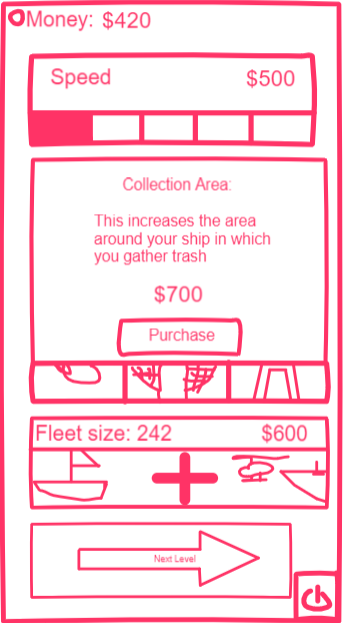 Money: $420
Speed $500
Collection Area:
This increases the area
around your ship in which
you gather trash
$700
Purchase
Fleet size: 242 $600
Next Level